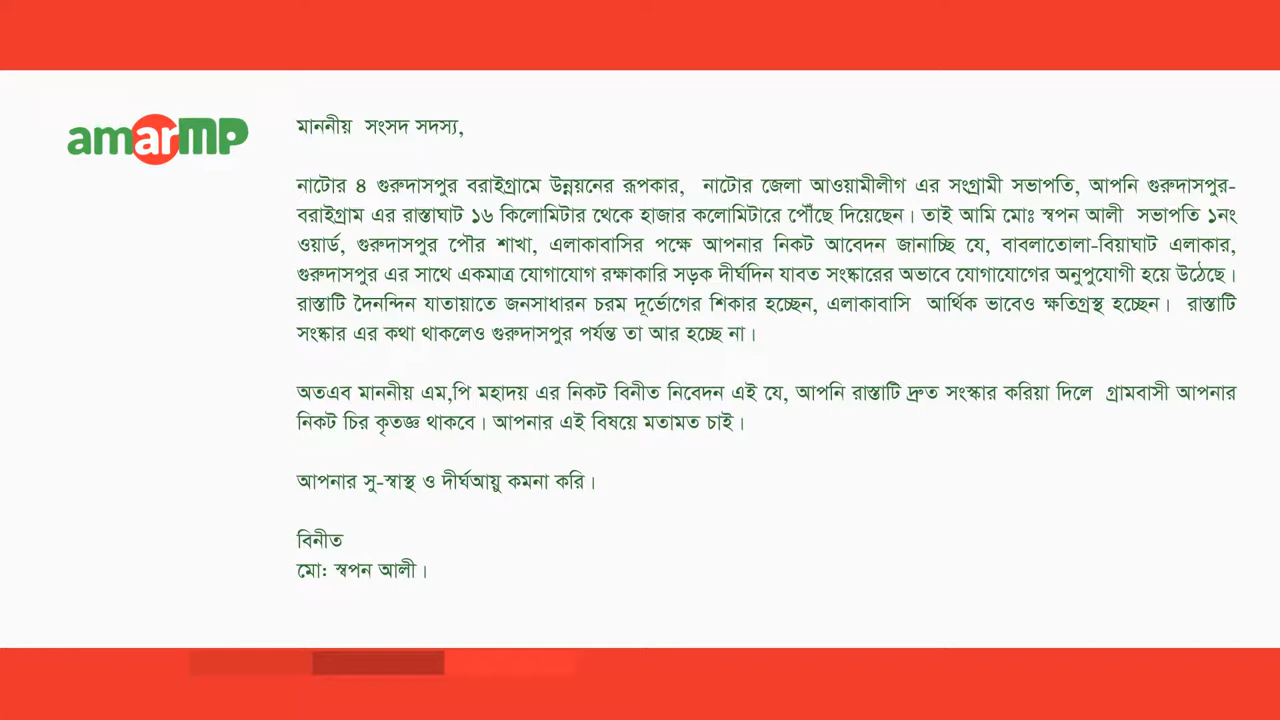 amarMP
মাননীয় সংসদ সদস্য,
নাটোর ৪ গুরুদাসপুর বরাইগ্রামে উন্নয়নের রূপকার, নাটোর জেলা আওয়ামীলীগ এর সংগ্রামী সভাপতি, আপনি গুরুদাসপুর-
বরাইগ্রাম এর রাস্তাঘাট ১৬ কিলোমিটার থেকে হাজার কলোমিটারে পৌঁছে দিয়েছেন। তাই আমি মোঃ স্বপন আলী সভাপতি ১নং
ওয়ার্ড, গুরুদাসপুর পৌর শাখা, এলাকাবাসির পক্ষে আপনার নিকট আবেদন জানাচ্ছি যে, বাবলাতোলা-বিয়াঘাট এলাকার,
গুরুদাসপুর এর সাথে একমাত্র যোগাযোগ রক্ষাকারি সড়ক দীর্ঘদিন যাবত সংষ্কারের অভাবে যোগাযোগের অনুপুযোগী হয়ে উঠেছে।
রাস্তাটি দৈনন্দিন যাতায়াতে জনসাধারন চরম দূর্ভোগের শিকার হচ্ছেন, এলাকাবাসি আর্থিক ভাবেও ক্ষতিগ্রস্থ হচ্ছেন। রাস্তাটি
সংষ্কার এর কথা থাকলেও গুরুদাসপুর পর্যন্ত তা আর হচ্ছে না।
অতএব মাননীয় এম,পি মহাদয় এর নিকট বিনীত নিবেদন এই যে, আপনি রাস্তাটি দ্রুত সংস্কার করিয়া দিলে গ্রামবাসী আপনার
নিকট চির কৃতজ্ঞ থাকবে। আপনার এই বিষয়ে মতামত চাই।
আপনার সু-স্বাস্থ ও দীর্ঘআয়ু কমনা করি।
বিনীত
মো: স্বপন আলী।